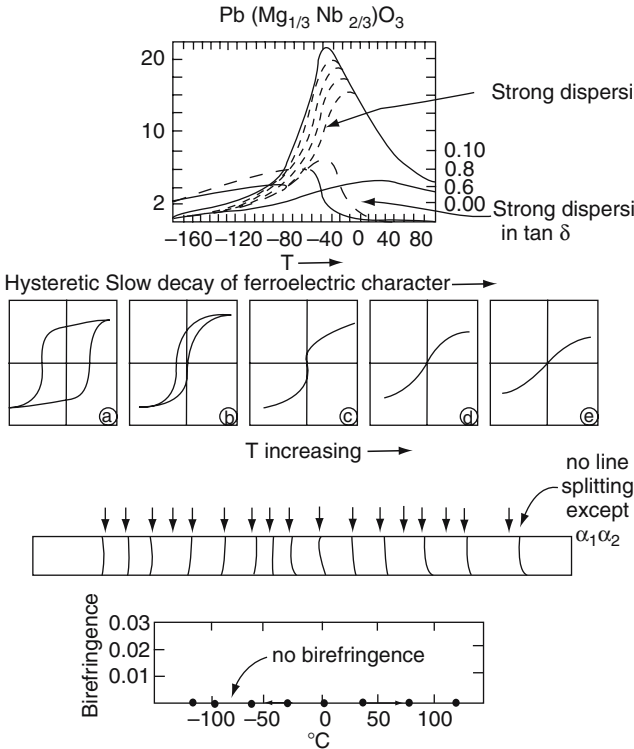 Pb (Mg1/3 Nb 2/3)O3
20
10
2
Strong dispersi
0.10
0.8
0.6
0.00
Strong dispersi
in tan δ
−160 −120 −80 −40 0 40 80
T
Hysteretic Slow decay of ferroelectric character
a b c d e
T increasing
no line
splitting
except
α1α2
Birefringence
0.03
0.02
0.01
no birefringence
−100 −50 0 50 100
°C